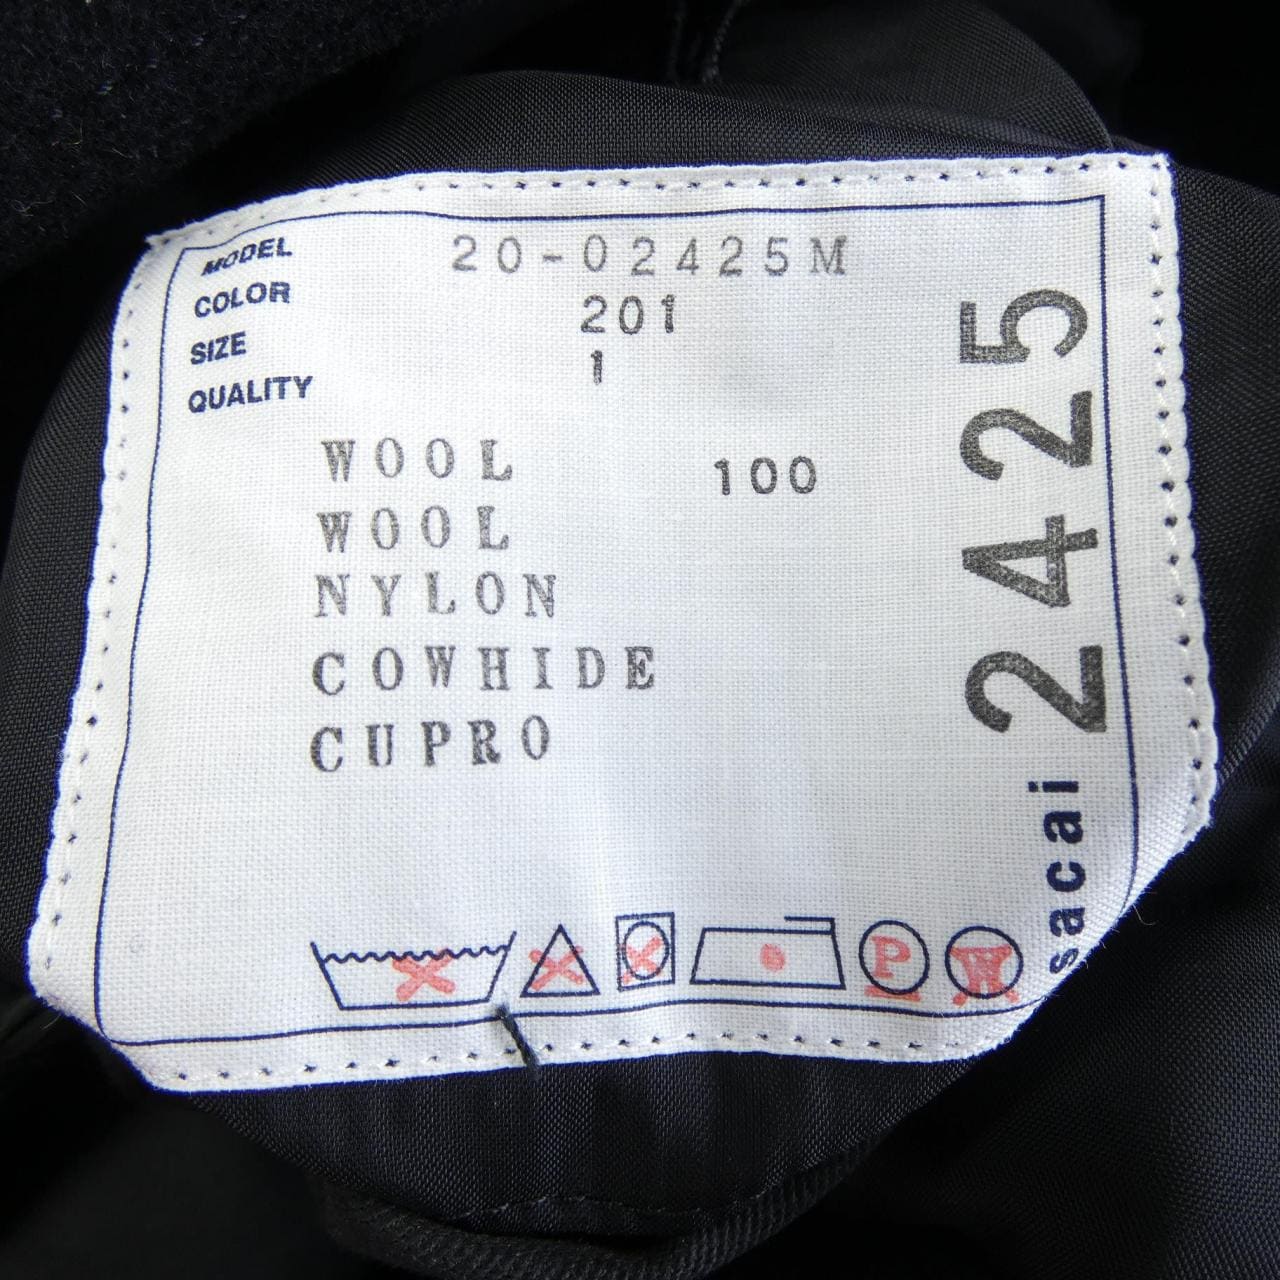 MODEL 20-02425M
COLOR 201
SIZE 1
QUALITY
WOOL 100
WOOL
NYLON
COWHIDE
CUPRO
P W
sacai 2425